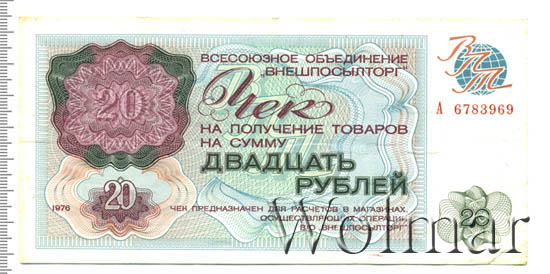 20
ВСЕСОЮЗНОЕ ОБЪЕДИНЕНИЕ
„ВНЕШПОСЫЛТОРГ"
ВПТ
А 6783969
Чек
НА ПОЛУЧЕНИЕ ТОВАРОВ
НА СУММУ
ДВАДЦАТЬ
РУБЛЕЙ
1976
20
ЧЕК ПРЕДНАЗНАЧЕН ДЛЯ РАСЧЕТОВ В МАГАЗИНАХ,
ОСУЩЕСТВЛЯЮЩИХ ОПЕРАЦИИ
В/О „ВНЕШПОСЫЛТОРГ"
20
Wolmar